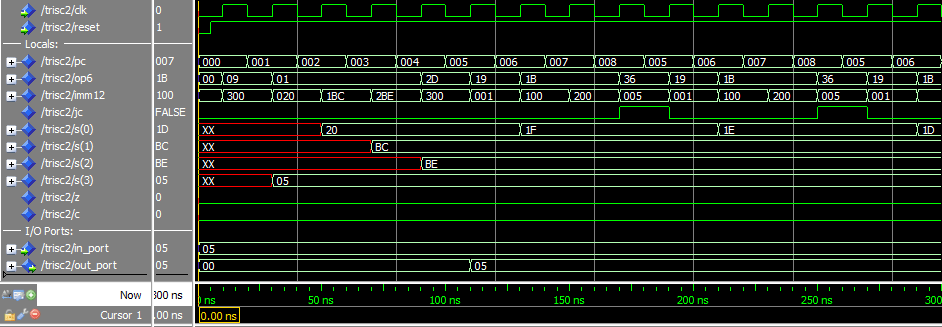 /trisc2/clk 0
/trisc2/reset 1
Locals:
/trisc2/pc 007 000 001 002 003 004 005 006 007 008 005 006 007 008 005 006
/trisc2/op6 1B 00 09 01 2D 19 1B 36 19 1B 36 19 1B
/trisc2/imm12 100 300 020 1BC 2BE 300 001 100 200 005 001 100 200 005 001
/trisc2/jc FALSE
/trisc2/s(0) 1D XX 20 1F 1E 1D
/trisc2/s(1) BC XX BC
/trisc2/s(2) BE XX BE
/trisc2/s(3) 05 XX 05
/trisc2/z 0
/trisc2/c 0
I/O Ports:
/trisc2/in_port 05 05
/trisc2/out_port 05 00 05
Now 300 ns 0 ns 50 ns 100 ns 150 ns 200 ns 250 ns 300
Cursor 1 .00 ns 0.00 ns